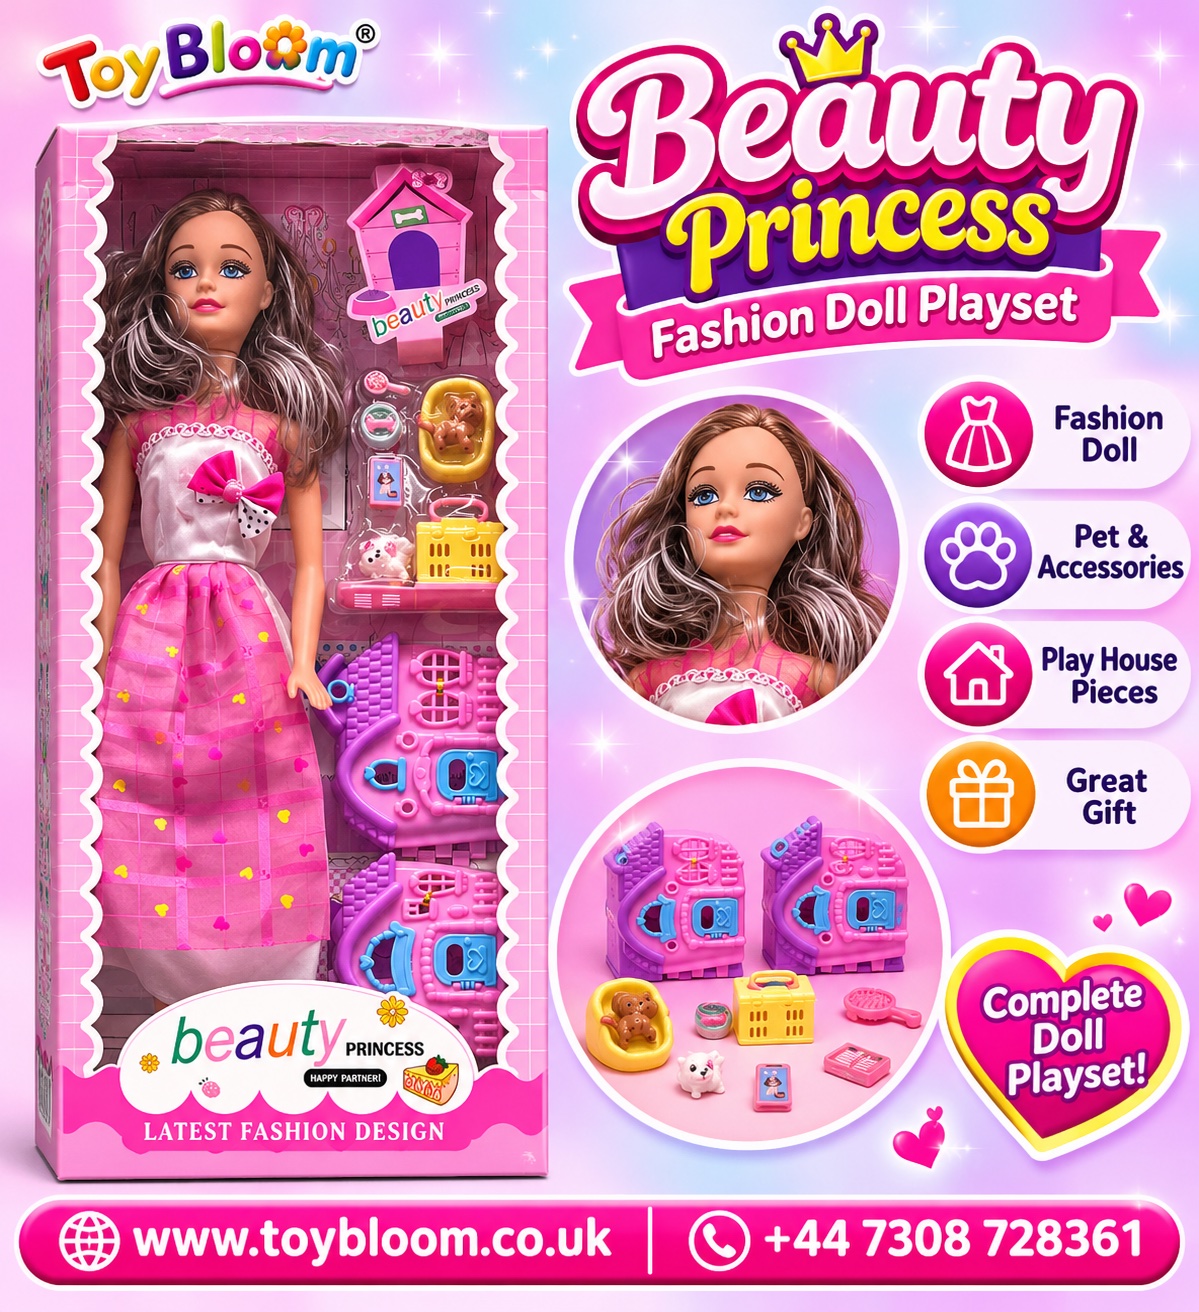 ToyBloom®
Beauty
Princess
Fashion Doll Playset
beauty PRINCESS
Fashion
Doll
Pet &
Accessories
Play House
Pieces
Great
Gift
Complete
Doll
Playset!
beauty PRINCESS
HAPPY PARTNER!
LATEST FASHION DESIGN
www.toybloom.co.uk
+44 7308 728361